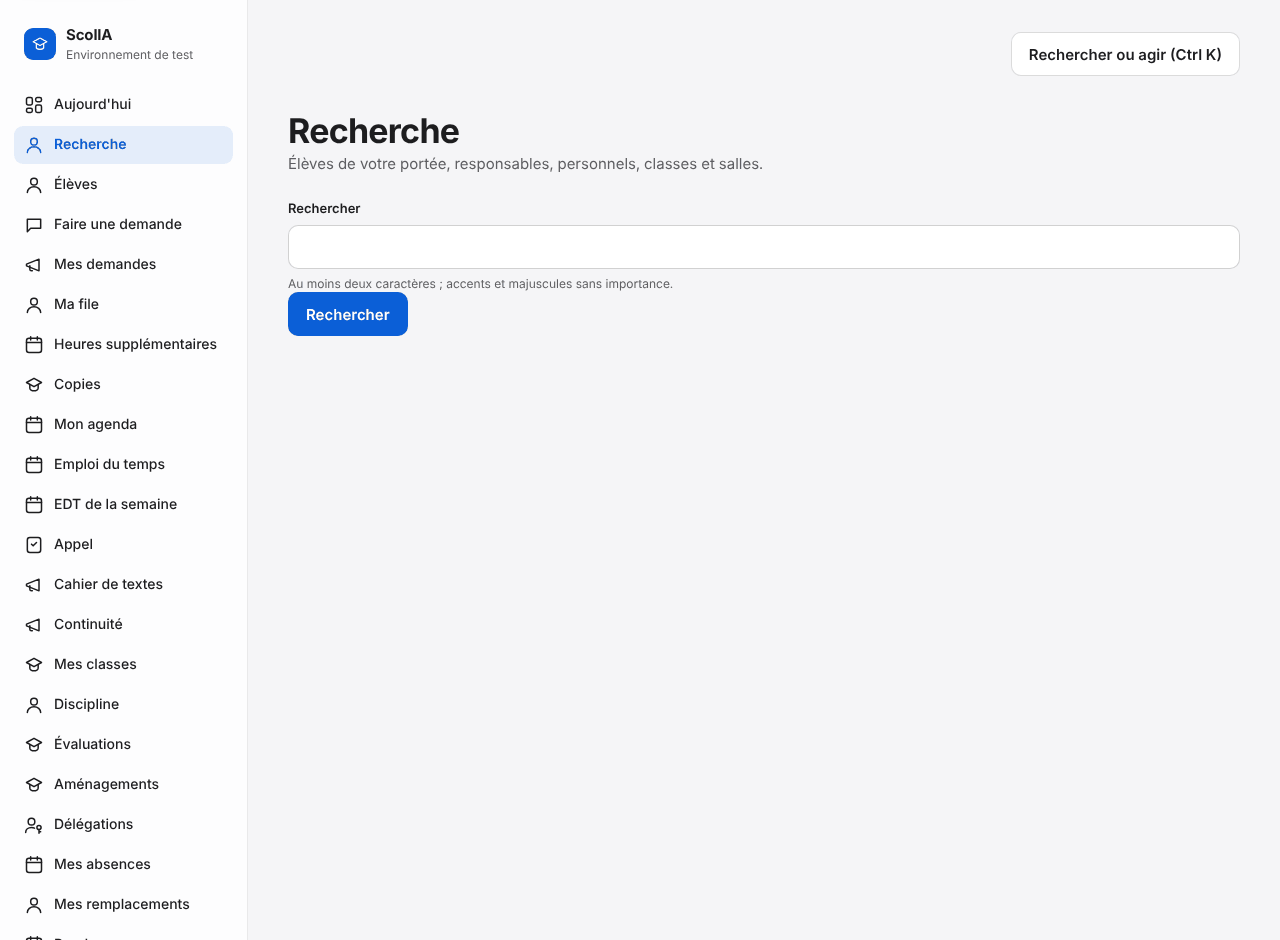 ScolIA
Environnement de test
Aujourd'hui
Recherche
Élèves
Faire une demande
Mes demandes
Ma file
Heures supplémentaires
Copies
Mon agenda
Emploi du temps
EDT de la semaine
Appel
Cahier de textes
Continuité
Mes classes
Discipline
Évaluations
Aménagements
Délégations
Mes absences
Mes remplacements
Rechercher ou agir (Ctrl K)
Recherche
Élèves de votre portée, responsables, personnels, classes et salles.
Rechercher
Au moins deux caractères ; accents et majuscules sans importance.
Rechercher